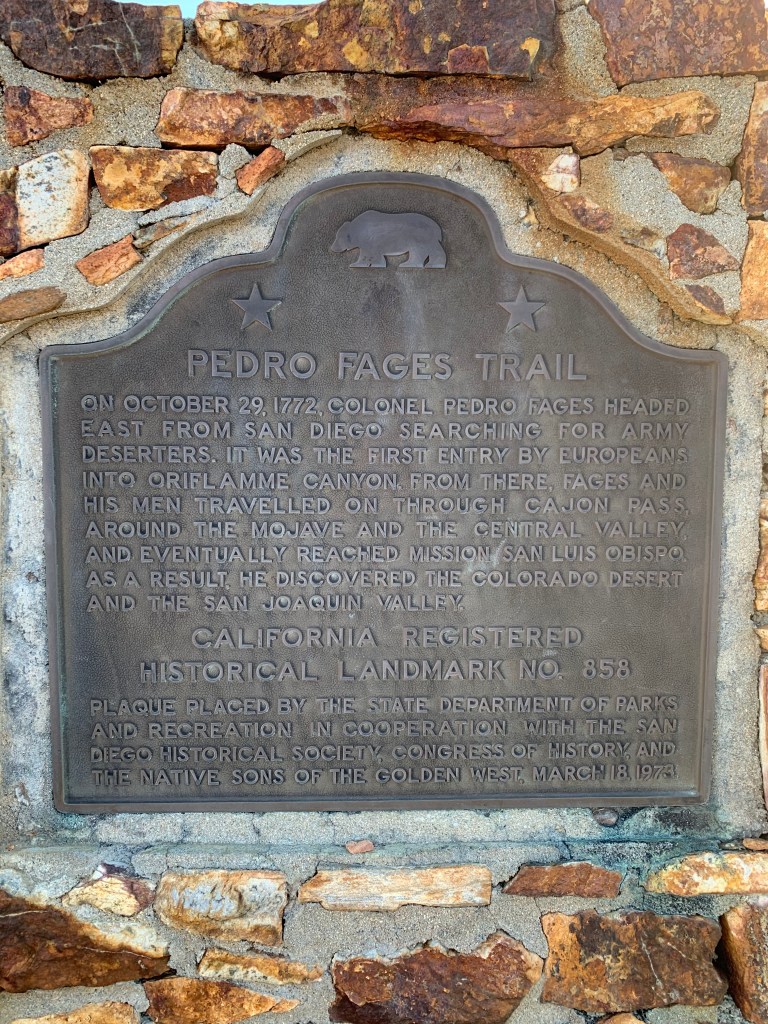 PEDRO FAGES TRAIL
ON OCTOBER 29, 1772, COLONEL PEDRO FAGES HEADED
EAST FROM SAN DIEGO SEARCHING FOR ARMY
DESERTERS. IT WAS THE FIRST ENTRY BY EUROPEANS
INTO ORIFLAMME CANYON. FROM THERE, FAGES AND
HIS MEN TRAVELLED ON THROUGH CAJON PASS,
AROUND THE MOJAVE AND THE CENTRAL VALLEY,
AND EVENTUALLY REACHED MISSION SAN LUIS OBISPO.
AS A RESULT, HE DISCOVERED THE COLORADO DESERT
AND THE SAN JOAQUIN VALLEY.
CALIFORNIA REGISTERED
HISTORICAL LANDMARK NO. 858
PLAQUE PLACED BY THE STATE DEPARTMENT OF PARKS
AND RECREATION IN COOPERATION WITH THE SAN
DIEGO HISTORICAL SOCIETY, CONGRESS OF HISTORY, AND
THE NATIVE SONS OF THE GOLDEN WEST, MARCH 18, 1973.